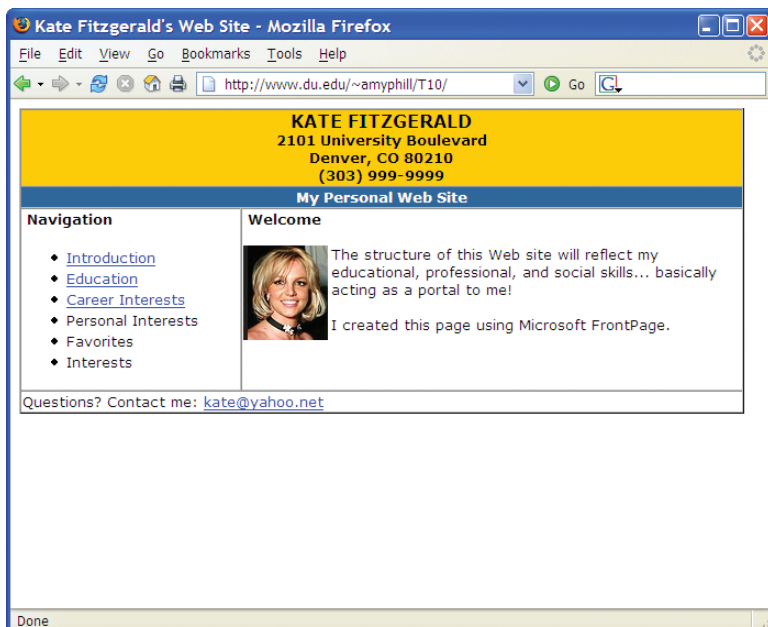 Kate Fitzgerald's Web Site - Mozilla Firefox
File Edit View Go Bookmarks Tools Help
http://www.du.edu/~amyphill/T10/ Go G
KATE FITZGERALD
2101 University Boulevard
Denver, CO 80210
(303) 999-9999
My Personal Web Site
Navigation
Introduction
Education
Career Interests
Personal Interests
Favorites
Interests
Welcome
The structure of this Web site will reflect my
educational, professional, and social skills... basically
acting as a portal to me!
I created this page using Microsoft FrontPage.
Questions? Contact me: kate@yahoo.net
Done